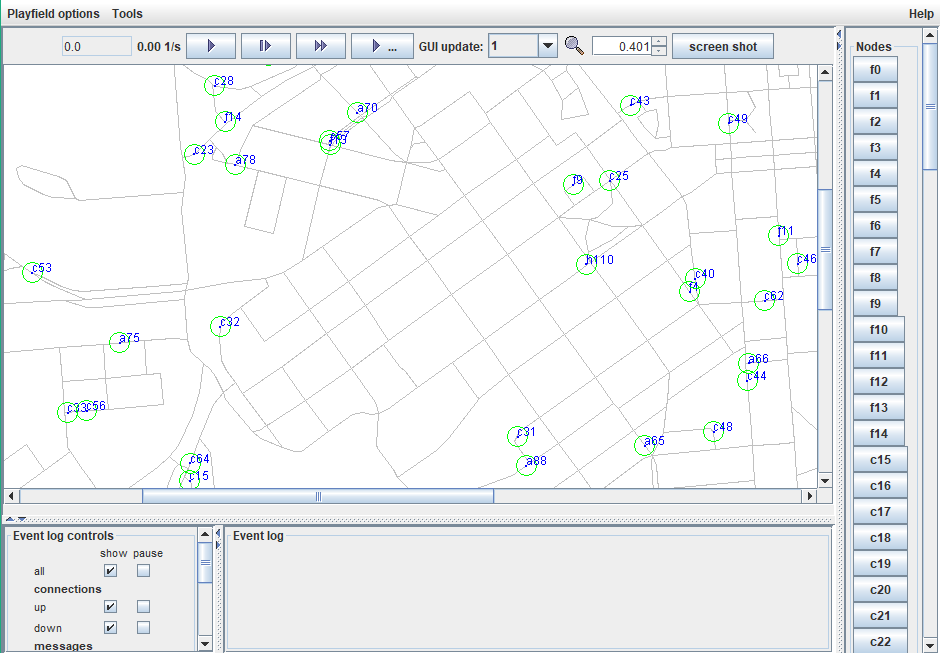 Playfield options Tools Help
0.0 0.00 1/s ... GUI update: 1 0.401 screen shot
Nodes
f0
f1
f2
f3
f4
f5
f6
f7
f8
f9
f10
f11
f12
f13
f14
c15
c16
c17
c18
c19
c20
c21
c22
c28
f14
a70
c43
c49
c23
a78
f9
c25
f11
c46
c53
h110
c40
f4
c62
c32
a75
a66
c44
c33
c56
c31
a65
c48
c64
a88
c15
Event log controls
show pause
all
connections
up
down
messages
Event log